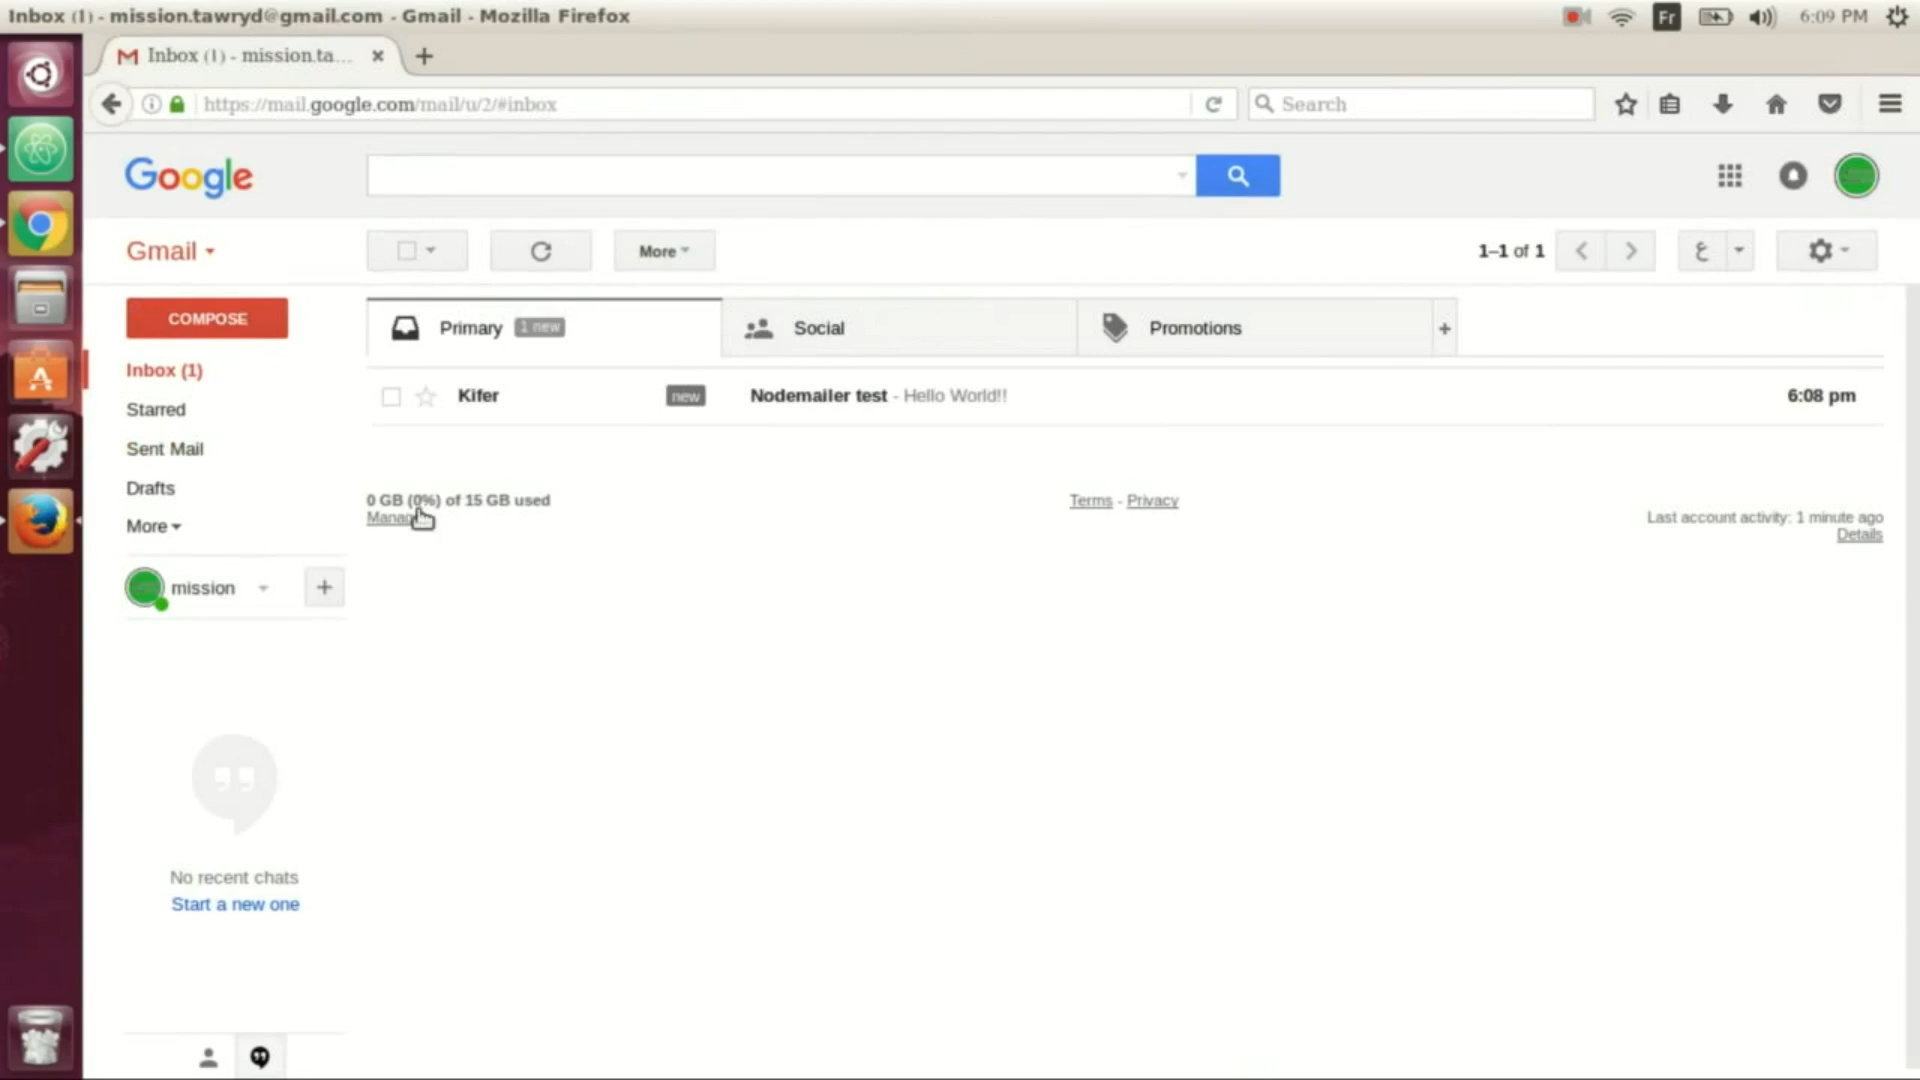 Inbox (1) - mission.tawryd@gmail.com - Gmail - Mozilla Firefox
Fr
6:09 PM
Inbox (1) - mission.ta...
https://mail.google.com/mail/u/2/#inbox
Search
Google
Gmail
More
1–1 of 1
ع
COMPOSE
Primary
1 new
Social
Promotions
Inbox (1)
Kifer
new
Nodemailer test - Hello World!!
6:08 pm
Starred
Sent Mail
Drafts
More
0 GB (0%) of 15 GB used
Terms - Privacy
Last account activity: 1 minute ago
Details
mission
No recent chats
Start a new one